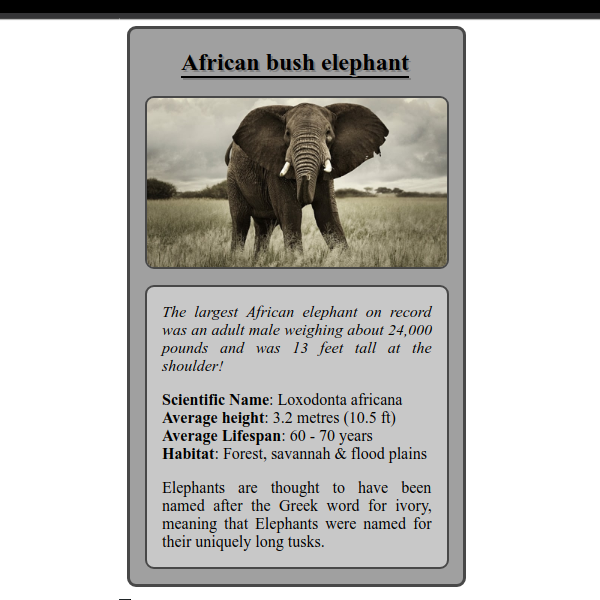 African bush elephant
The largest African elephant on record
was an adult male weighing about 24,000
pounds and was 13 feet tall at the
shoulder!
Scientific Name: Loxodonta africana
Average height: 3.2 metres (10.5 ft)
Average Lifespan: 60 - 70 years
Habitat: Forest, savannah & flood plains
Elephants are thought to have been
named after the Greek word for ivory,
meaning that Elephants were named for
their uniquely long tusks.